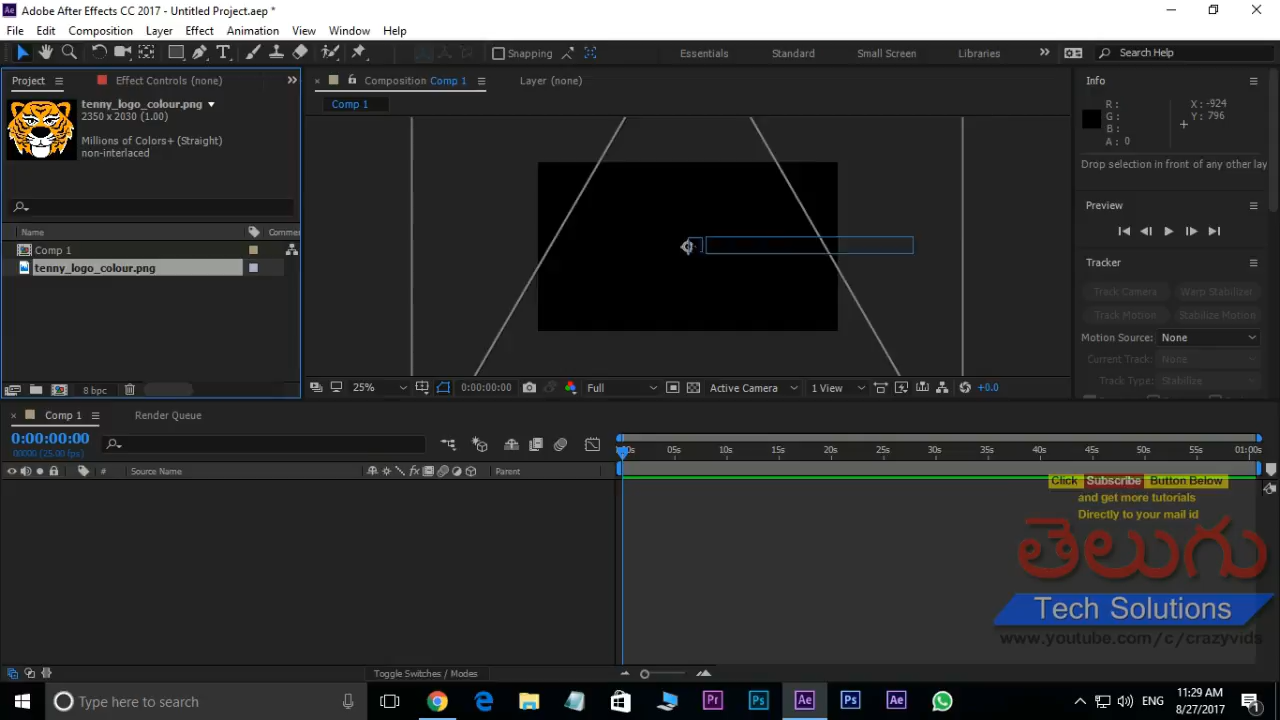 Adobe After Effects CC 2017 - Untitled Project.aep *
File Edit Composition Layer Effect Animation View Window Help
Snapping Essentials Standard Small Screen Libraries Search Help
Project Effect Controls (none) Composition Comp 1 Layer (none) Info
tenny_logo_colour.png
2350 x 2030 (1.00)
Millions of Colors+ (Straight)
non-interlaced
Comp 1
R :
G :
B :
A : 0
X : -924
Y : 796
Drop selection in front of any other lay
Preview
Name Comme
Comp 1
tenny_logo_colour.png
Tracker
Track Camera Warp Stabilizer
Track Motion Stabilize Motion
Motion Source: None
Current Track: None
Track Type: Stabilize
8 bpc 25% 0:00:00:00 Full Active Camera 1 View +0.0
Comp 1 Render Queue
0:00:00:00
00000 (25.00 fps)
:00s 05s 10s 15s 20s 25s 30s 35s 40s 45s 50s 55s 01:00s
# Source Name Parent
Click Subscribe Button Below
and get more tutorials
Directly to your mail id
తెలుగు
Tech Solutions
www.youtube.com/c/crazyvids
Toggle Switches / Modes
Type here to search
ENG
11:29 AM
8/27/2017